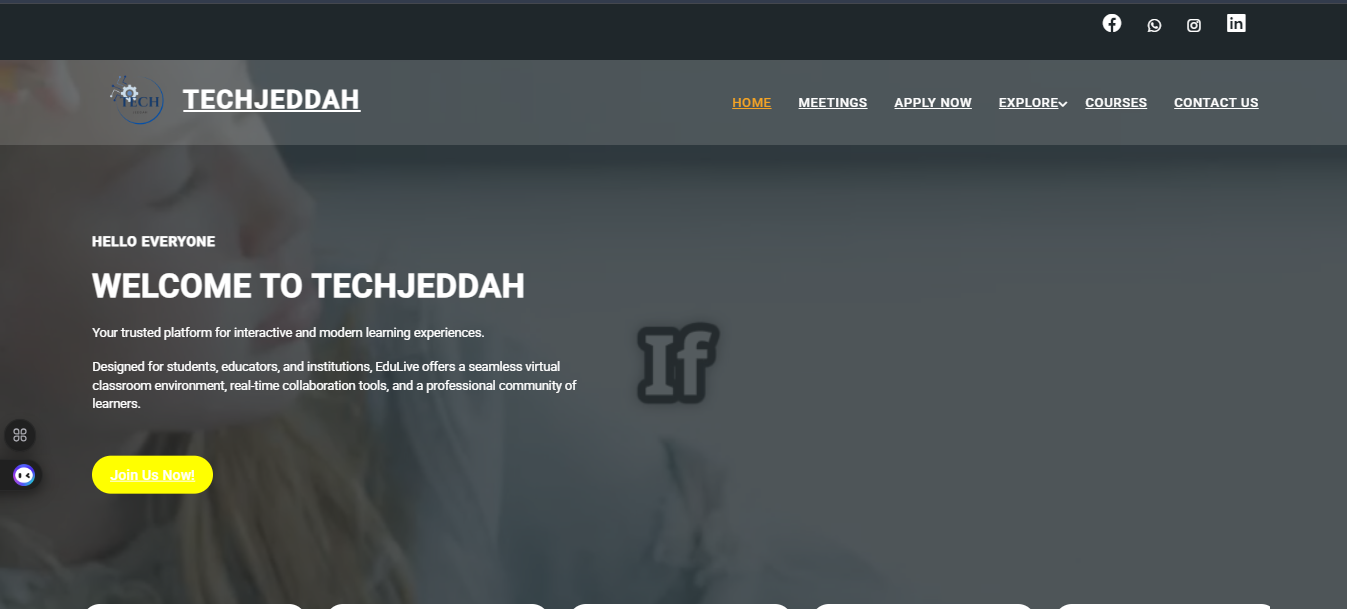 TECH
TECHJEDDAH
HOME
MEETINGS
APPLY NOW
EXPLORE
COURSES
CONTACT US
HELLO EVERYONE
WELCOME TO TECHJEDDAH
Your trusted platform for interactive and modern learning experiences.
Designed for students, educators, and institutions, EduLive offers a seamless virtual
classroom environment, real-time collaboration tools, and a professional community of
learners.
If
Join Us Now!